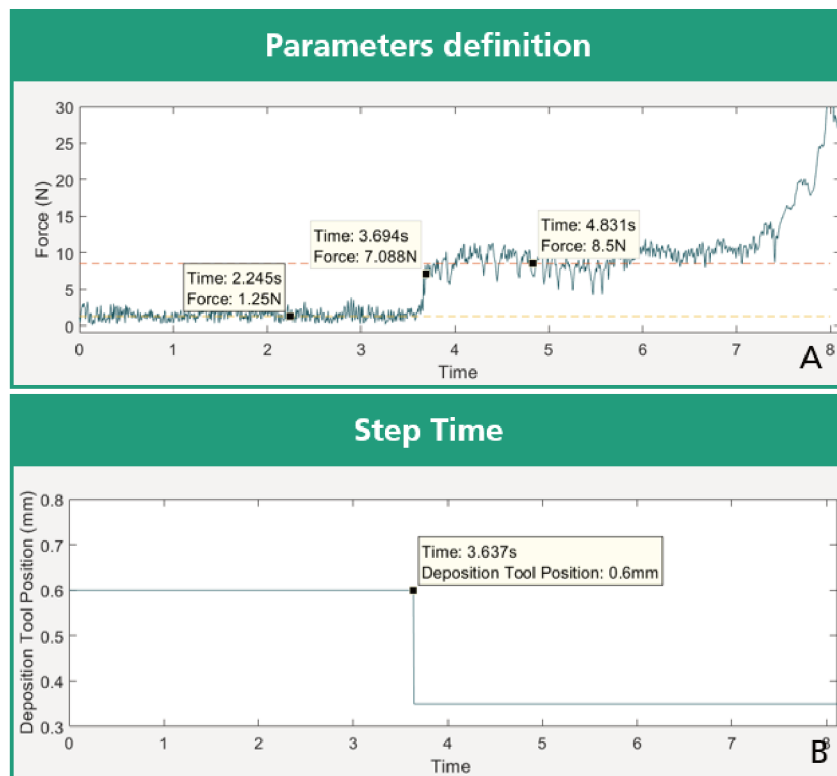 Parameters definition
30
25
20
15
10
5
0
Force (N)
Time: 2.245s
Force: 1.25N
Time: 3.694s
Force: 7.088N
Time: 4.831s
Force: 8.5N
0 1 2 3 4 5 6 7 8
Time
A
Step Time
0.8
0.7
0.6
0.5
0.4
0.3
Deposition Tool Position (mm)
Time: 3.637s
Deposition Tool Position: 0.6mm
0 1 2 3 4 5 6 7 8
Time
B